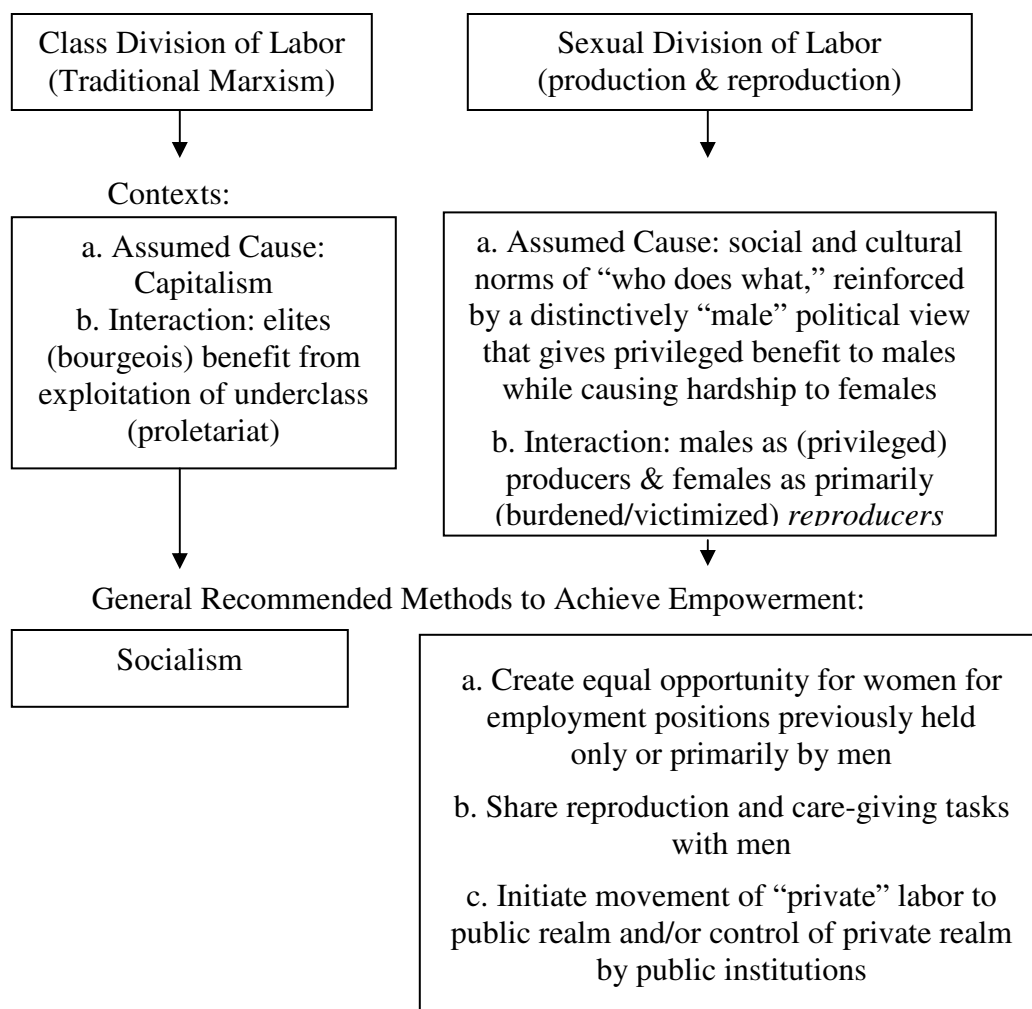 Class Division of Labor
(Traditional Marxism)
Sexual Division of Labor
(production & reproduction)
Contexts:
a. Assumed Cause:
Capitalism
b. Interaction: elites
(bourgeois) benefit from
exploitation of underclass
(proletariat)
a. Assumed Cause: social and cultural
norms of “who does what,” reinforced
by a distinctively “male” political view
that gives privileged benefit to males
while causing hardship to females
b. Interaction: males as (privileged)
producers & females as primarily
(burdened/victimized) reproducers
General Recommended Methods to Achieve Empowerment:
Socialism
a. Create equal opportunity for women for
employment positions previously held
only or primarily by men
b. Share reproduction and care-giving tasks
with men
c. Initiate movement of “private” labor to
public realm and/or control of private realm
by public institutions